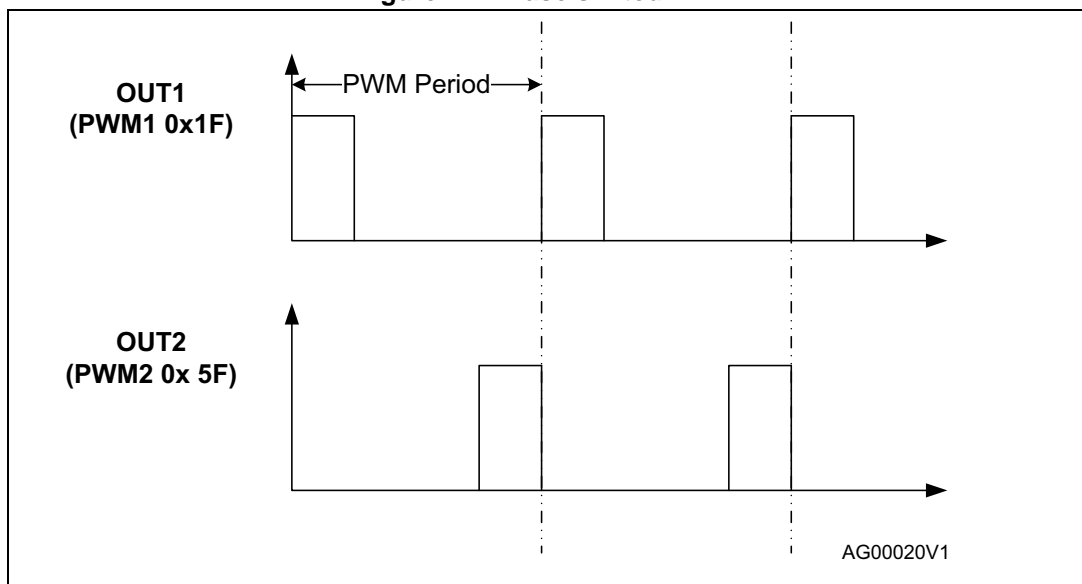 PWM Period
OUT1
(PWM1 0x1F)
OUT2
(PWM2 0x 5F)
AG00020V1